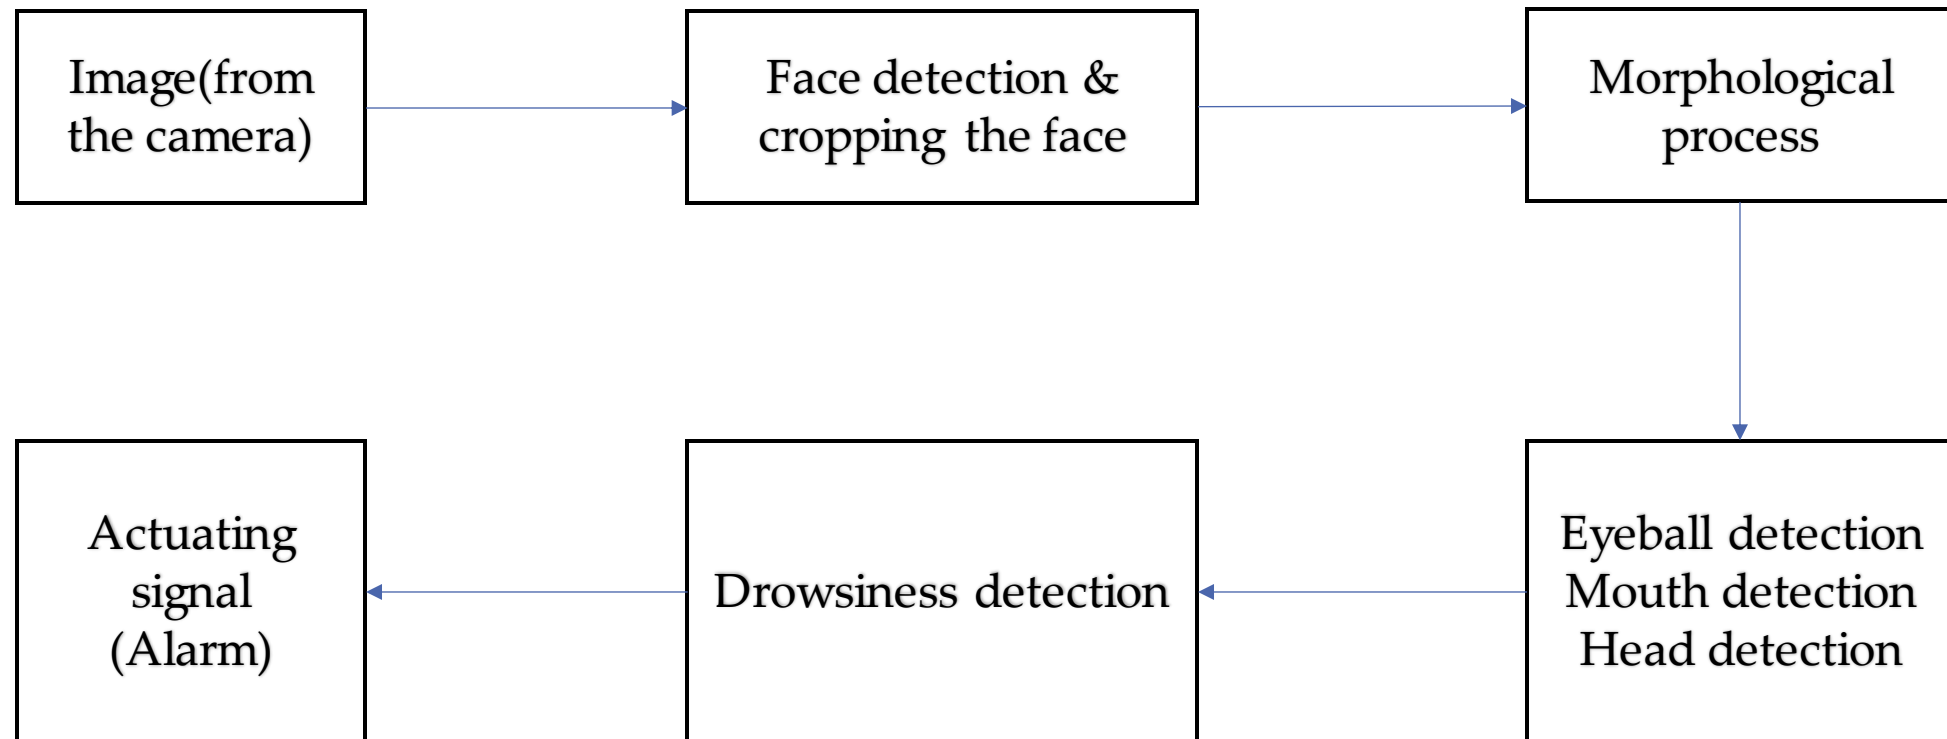 Image(from
the camera)
Face detection &
cropping the face
Morphological
process
Eyeball detection
Mouth detection
Head detection
Drowsiness detection
Actuating
signal
(Alarm)